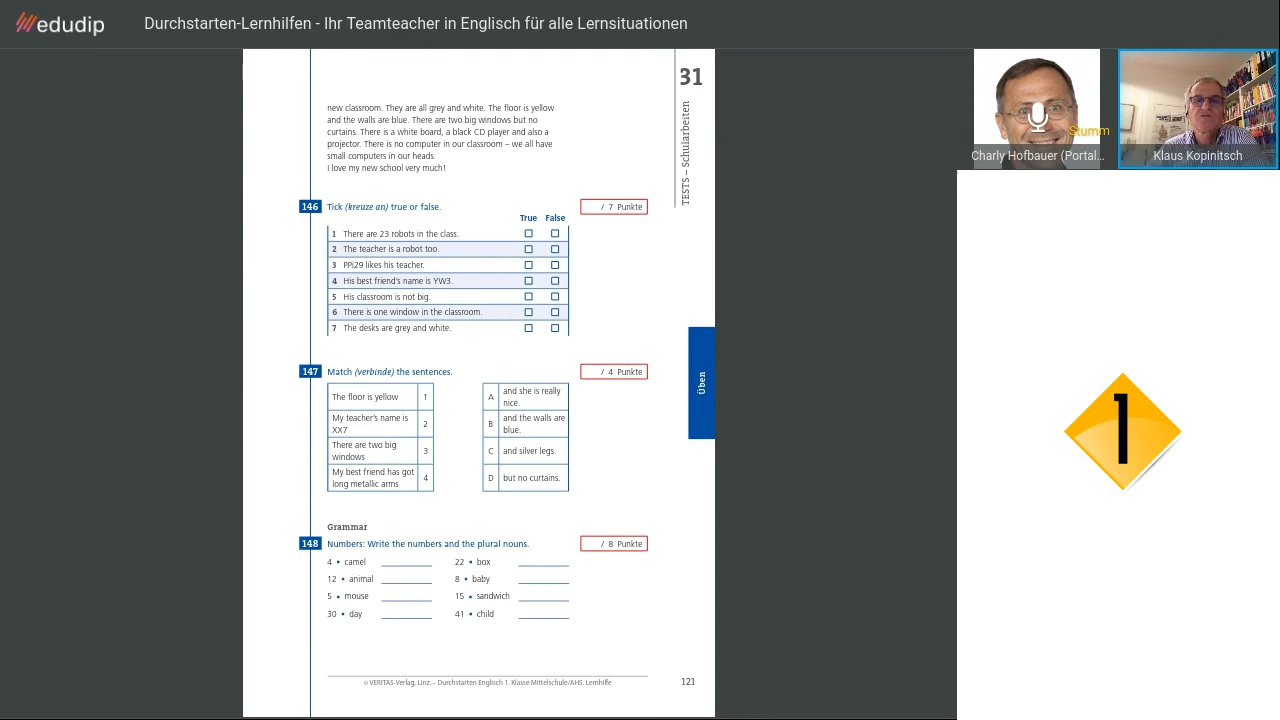 edudip
Durchstarten-Lernhilfen - Ihr Teamteacher in Englisch für alle Lernsituationen
new classroom. They are all grey and white. The floor is yellow
and the walls are blue. There are two big windows but no
curtains. There is a white board, a black CD player and also a
projector. There is no computer in our classroom – we all have
small computers in our heads.
I love my new school very much!
31
TESTS – Schularbeiten
146 Tick (kreuze an) true or false. / 7 Punkte
True False
1 There are 23 robots in the class.
2 The teacher is a robot too.
3 PPi29 likes his teacher.
4 His best friend's name is YW3.
5 His classroom is not big.
6 There is one window in the classroom.
7 The desks are grey and white.
Üben
147 Match (verbinde) the sentences. / 4 Punkte
The floor is yellow 1
My teacher's name is
XX7 2
There are two big
windows 3
My best friend has got
long metallic arms 4
A and she is really
nice.
B and the walls are
blue.
C and silver legs.
D but no curtains.
Grammar
148 Numbers: Write the numbers and the plural nouns. / 8 Punkte
4 • camel 22 • box
12 • animal 8 • baby
5 • mouse 15 • sandwich
30 • day 41 • child
© VERITAS-Verlag, Linz. – Durchstarten Englisch 1. Klasse Mittelschule/AHS. Lernhilfe
121
Stumm
Charly Hofbauer (Portal...
Klaus Kopinitsch
1